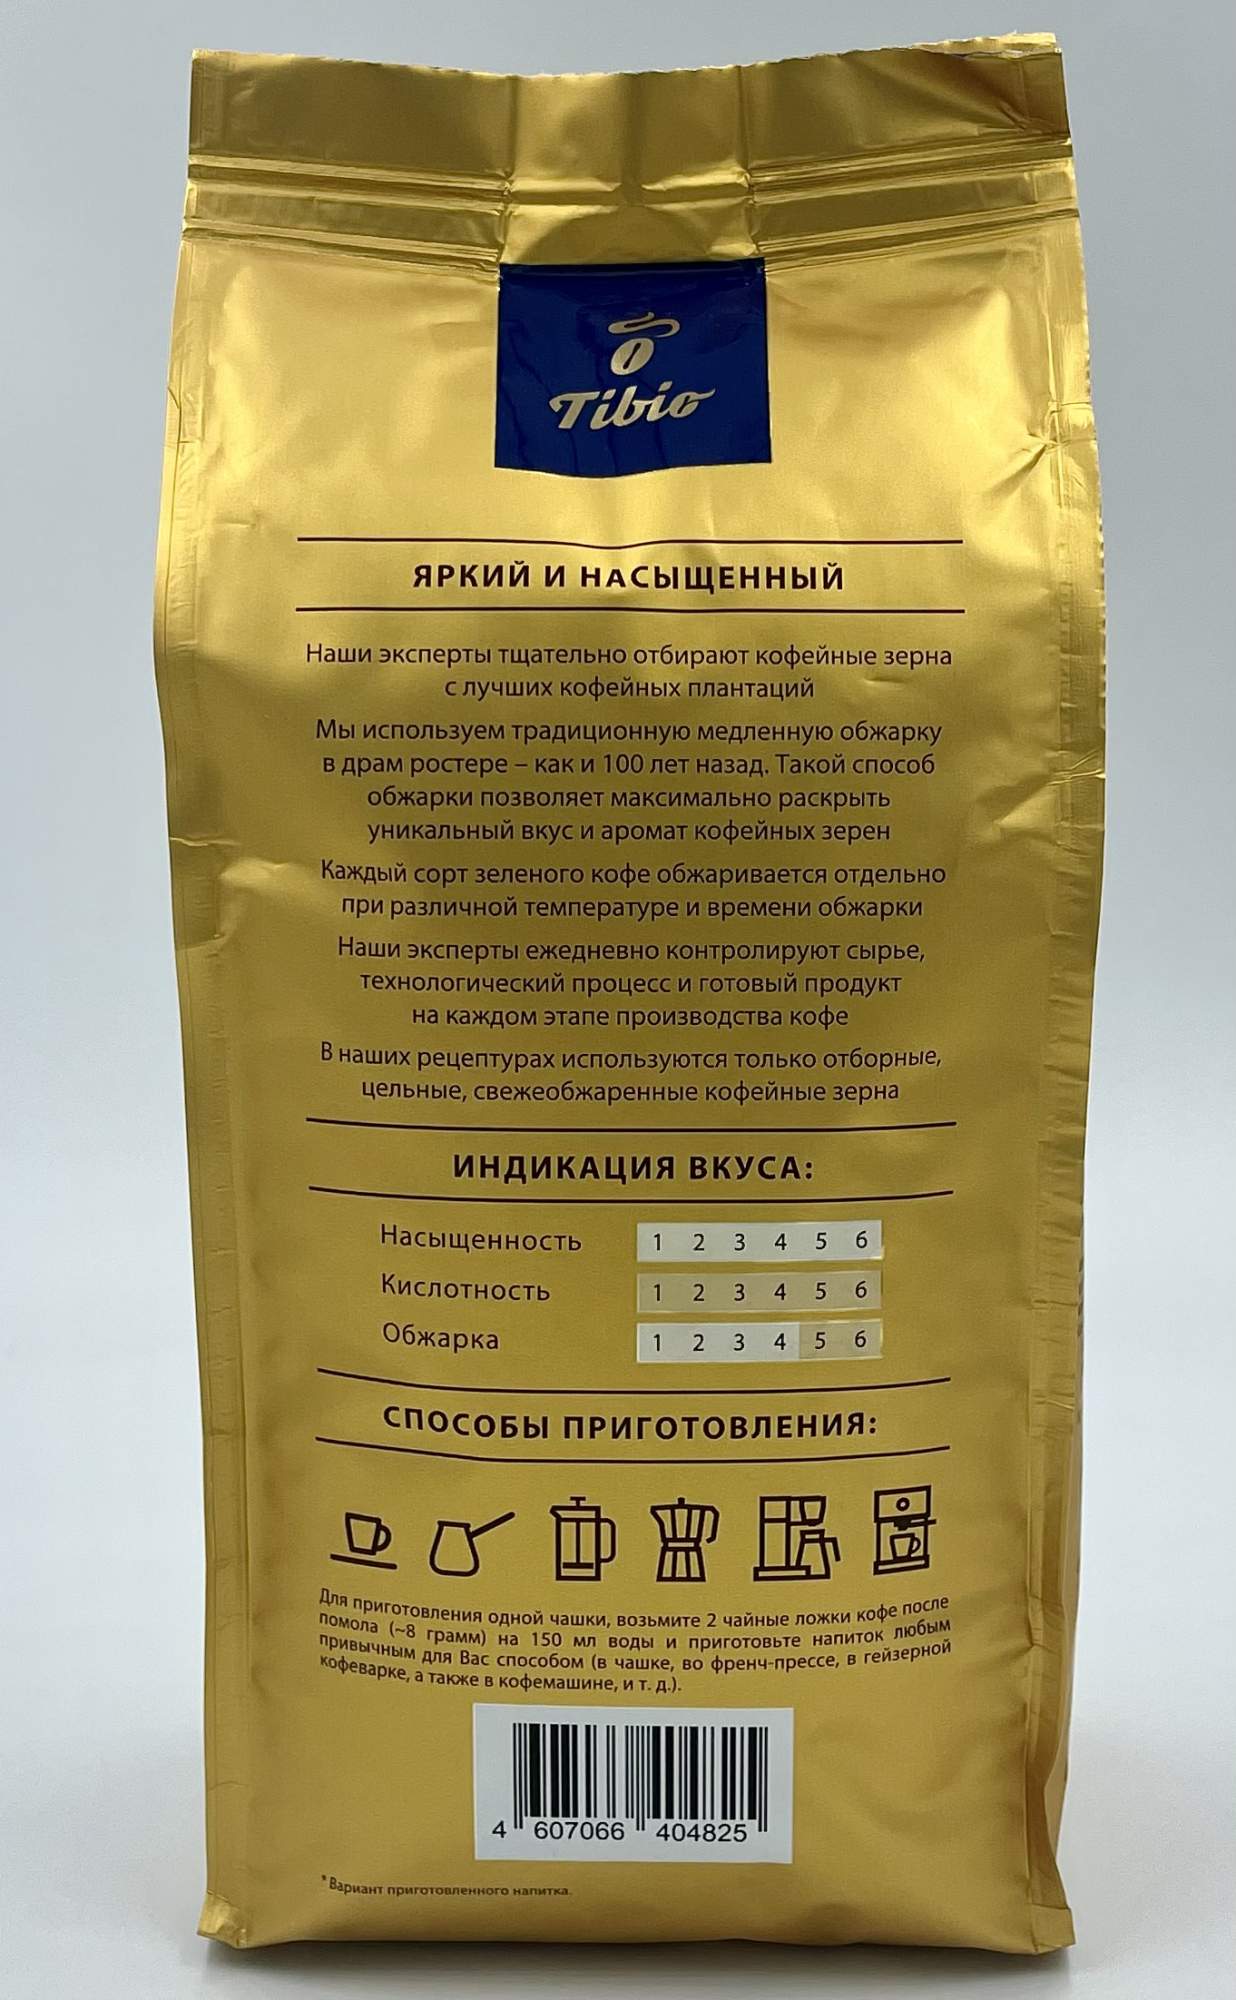 Tibio
ЯРКИЙ И НАСЫЩЕННЫЙ
Наши эксперты тщательно отбирают кофейные зерна
с лучших кофейных плантаций
Мы используем традиционную медленную обжарку
в драм ростере – как и 100 лет назад. Такой способ
обжарки позволяет максимально раскрыть
уникальный вкус и аромат кофейных зерен
Каждый сорт зеленого кофе обжаривается отдельно
при различной температуре и времени обжарки
Наши эксперты ежедневно контролируют сырье,
технологический процесс и готовый продукт
на каждом этапе производства кофе
В наших рецептурах используются только отборные,
цельные, свежеобжаренные кофейные зерна
ИНДИКАЦИЯ ВКУСА:
Насыщенность 1 2 3 4 5 6
Кислотность 1 2 3 4 5 6
Обжарка 1 2 3 4 5 6
СПОСОБЫ ПРИГОТОВЛЕНИЯ:
Для приготовления одной чашки, возьмите 2 чайные ложки кофе после
помола (~8 грамм) на 150 мл воды и приготовьте напиток любым
привычным для Вас способом (в чашке, во френч-прессе, в гейзерной
кофеварке, а также в кофемашине, и т. д.).
4 607066 404825
* Вариант приготовленного напитка.